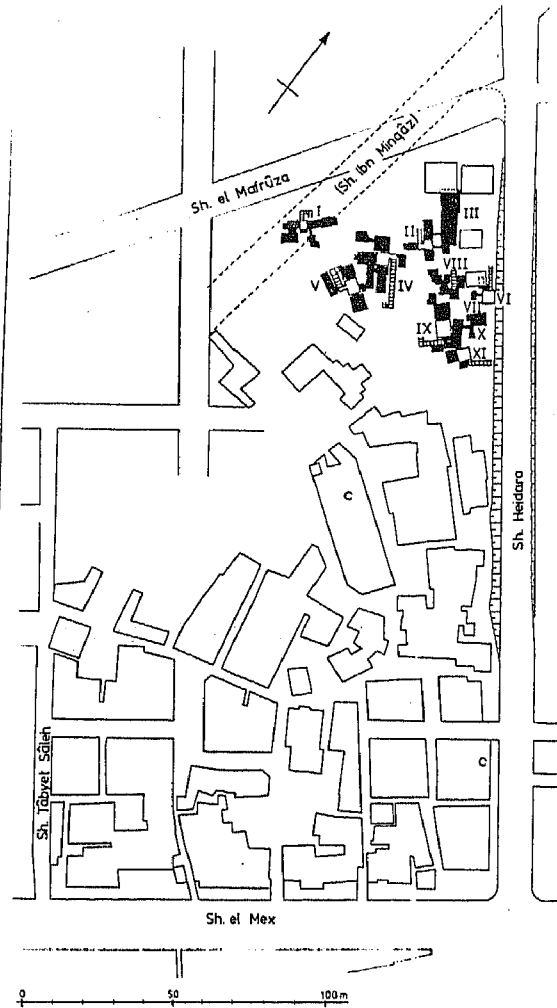 Sh. el Mafrûza
(Sh. Ibn Minqâz)
I
II
III
IV
V
VIII
VI
VII
IX
X
XI
C
Sh. Heidara
C
Sh. Tâbyet Sâleh
Sh. el Mex
0 50 100 m